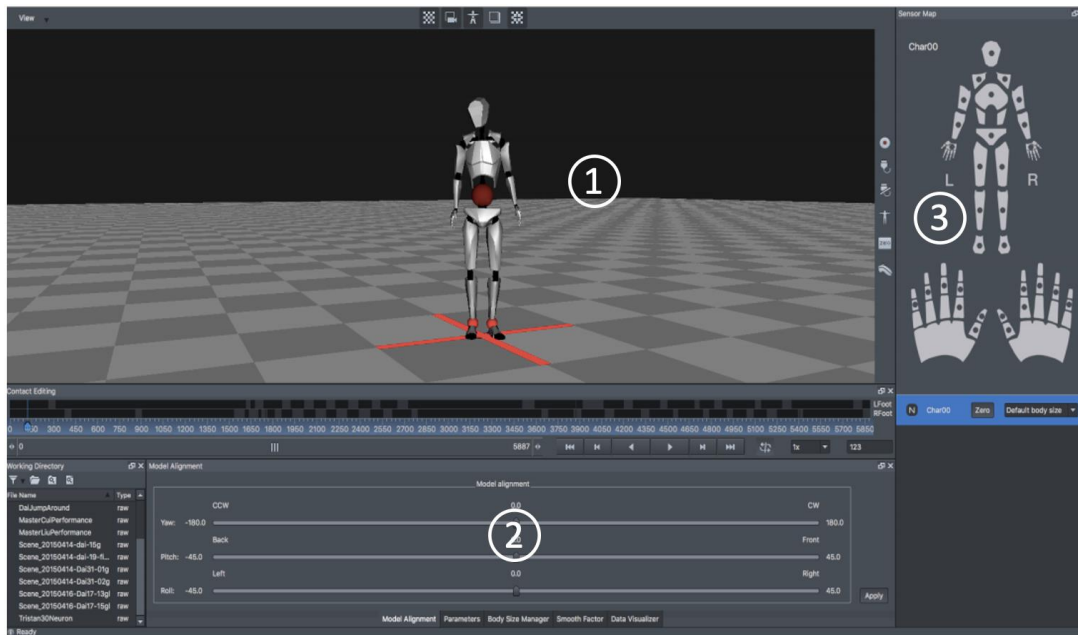 View
Sensor Map
Char00
L R
①
②
③
Contact Editing
LFoot
RFoot
300 450 600 750 900 1050 1200 1350 1500 1650 1800 1950 2100 2250 2400 2550 2700 2850 3000 3150 3300 3450 3600 3750 3900 4050 4200 4350 4500 4650 4800 4950 5100 5250 5400 5550 5700 5850
0 5887 1x 123
N Char00 Zero Default body size
Working Directory
File Name Type
DaiJumpAround raw
MasterCuiPerformance raw
MasterLiuPerformance raw
Scene_20150414-dai-15g raw
Scene_20150414-dai-19-fi... raw
Scene_20150414-Dai31-01g raw
Scene_20150414-Dai31-02g raw
Scene_20150416-Dai17-13gl raw
Scene_20150416-Dai17-15gl raw
Tristan30Neuron raw
Model Alignment
Model alignment
CCW 0.0 CW
Yaw: -180.0 180.0
Back Front
Pitch: -45.0 45.0
Left 0.0 Right
Roll: -45.0 45.0
Apply
Model Alignment Parameters Body Size Manager Smooth Factor Data Visualizer
Ready